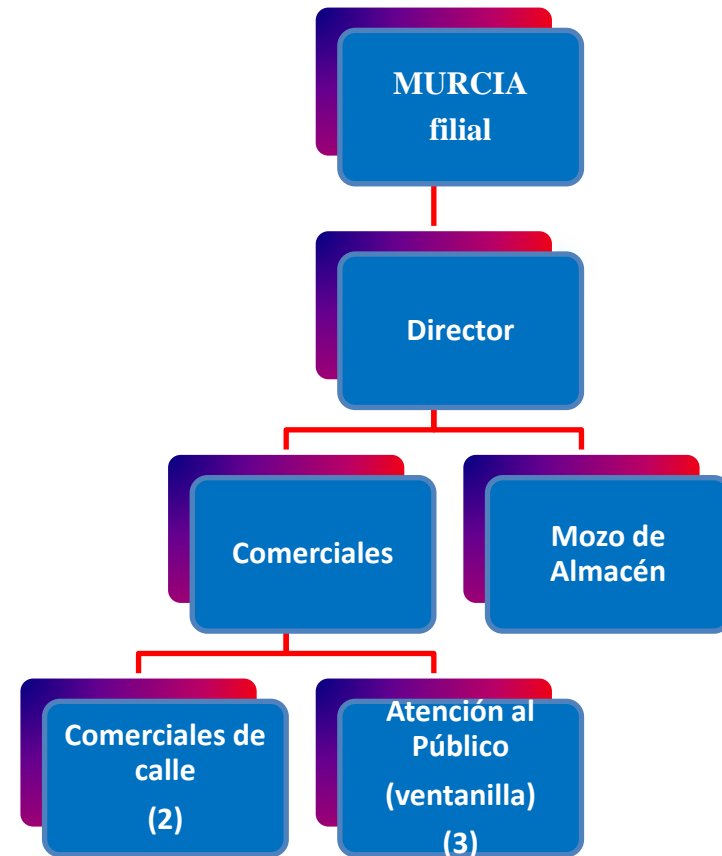 MURCIA
filial
Director
Comerciales
Mozo de
Almacén
Comerciales de
calle
(2)
Atención al
Público
(ventanilla)
(3)